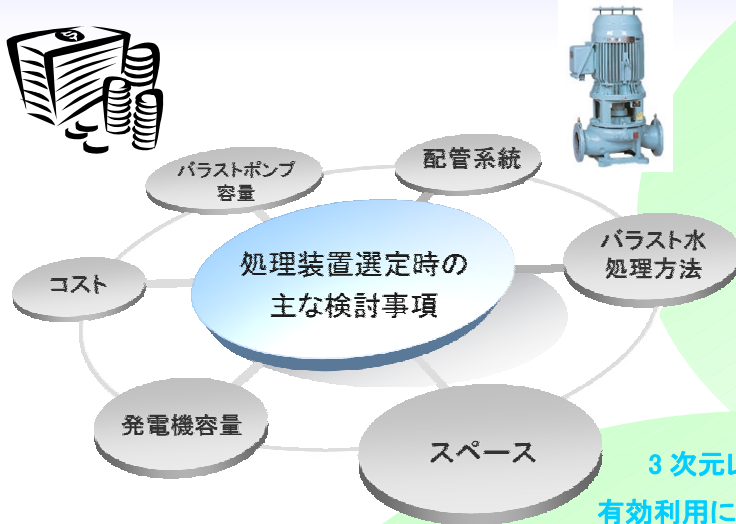 バラストポンプ
容量
配管系統
処理装置選定時の
主な検討事項
バラスト水
処理方法
コスト
発電機容量
スペース
3次元
有効利用に